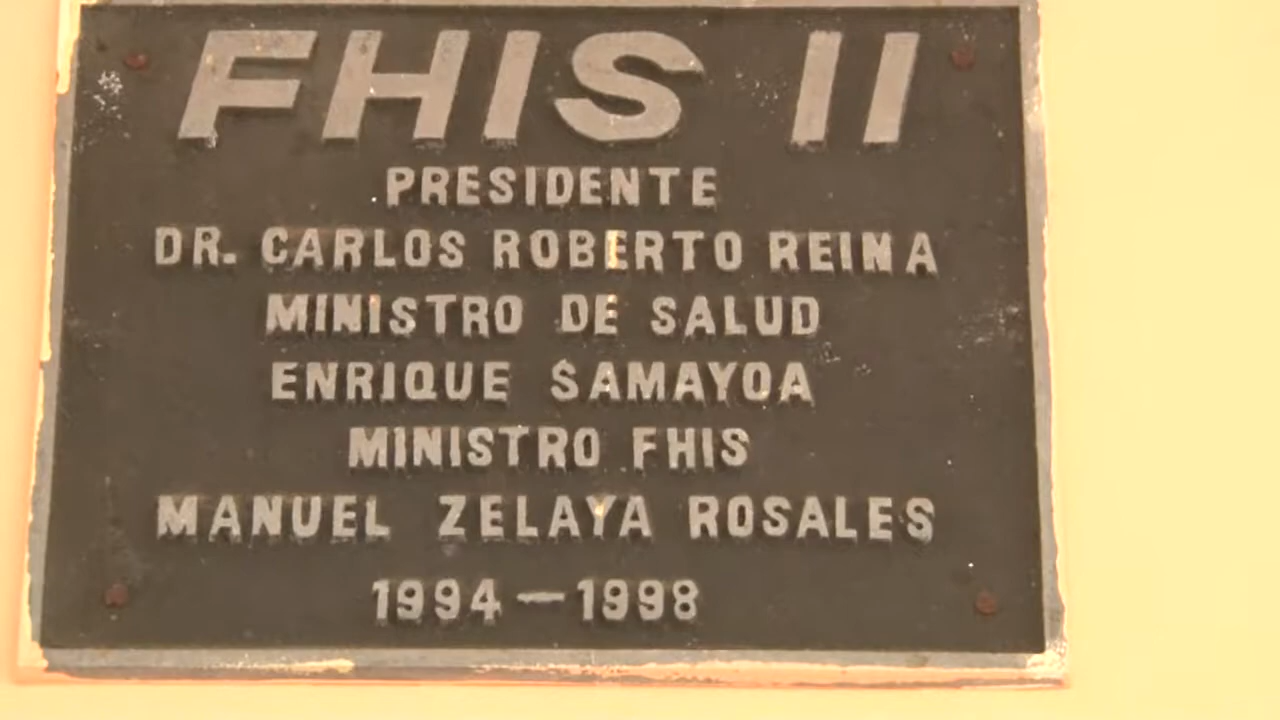 FHIS II
PRESIDENTE
DR. CARLOS ROBERTO REINA
MINISTRO DE SALUD
ENRIQUE SAMAYOA
MINISTRO FHIS
MANUEL ZELAYA ROSALES
1994-1998